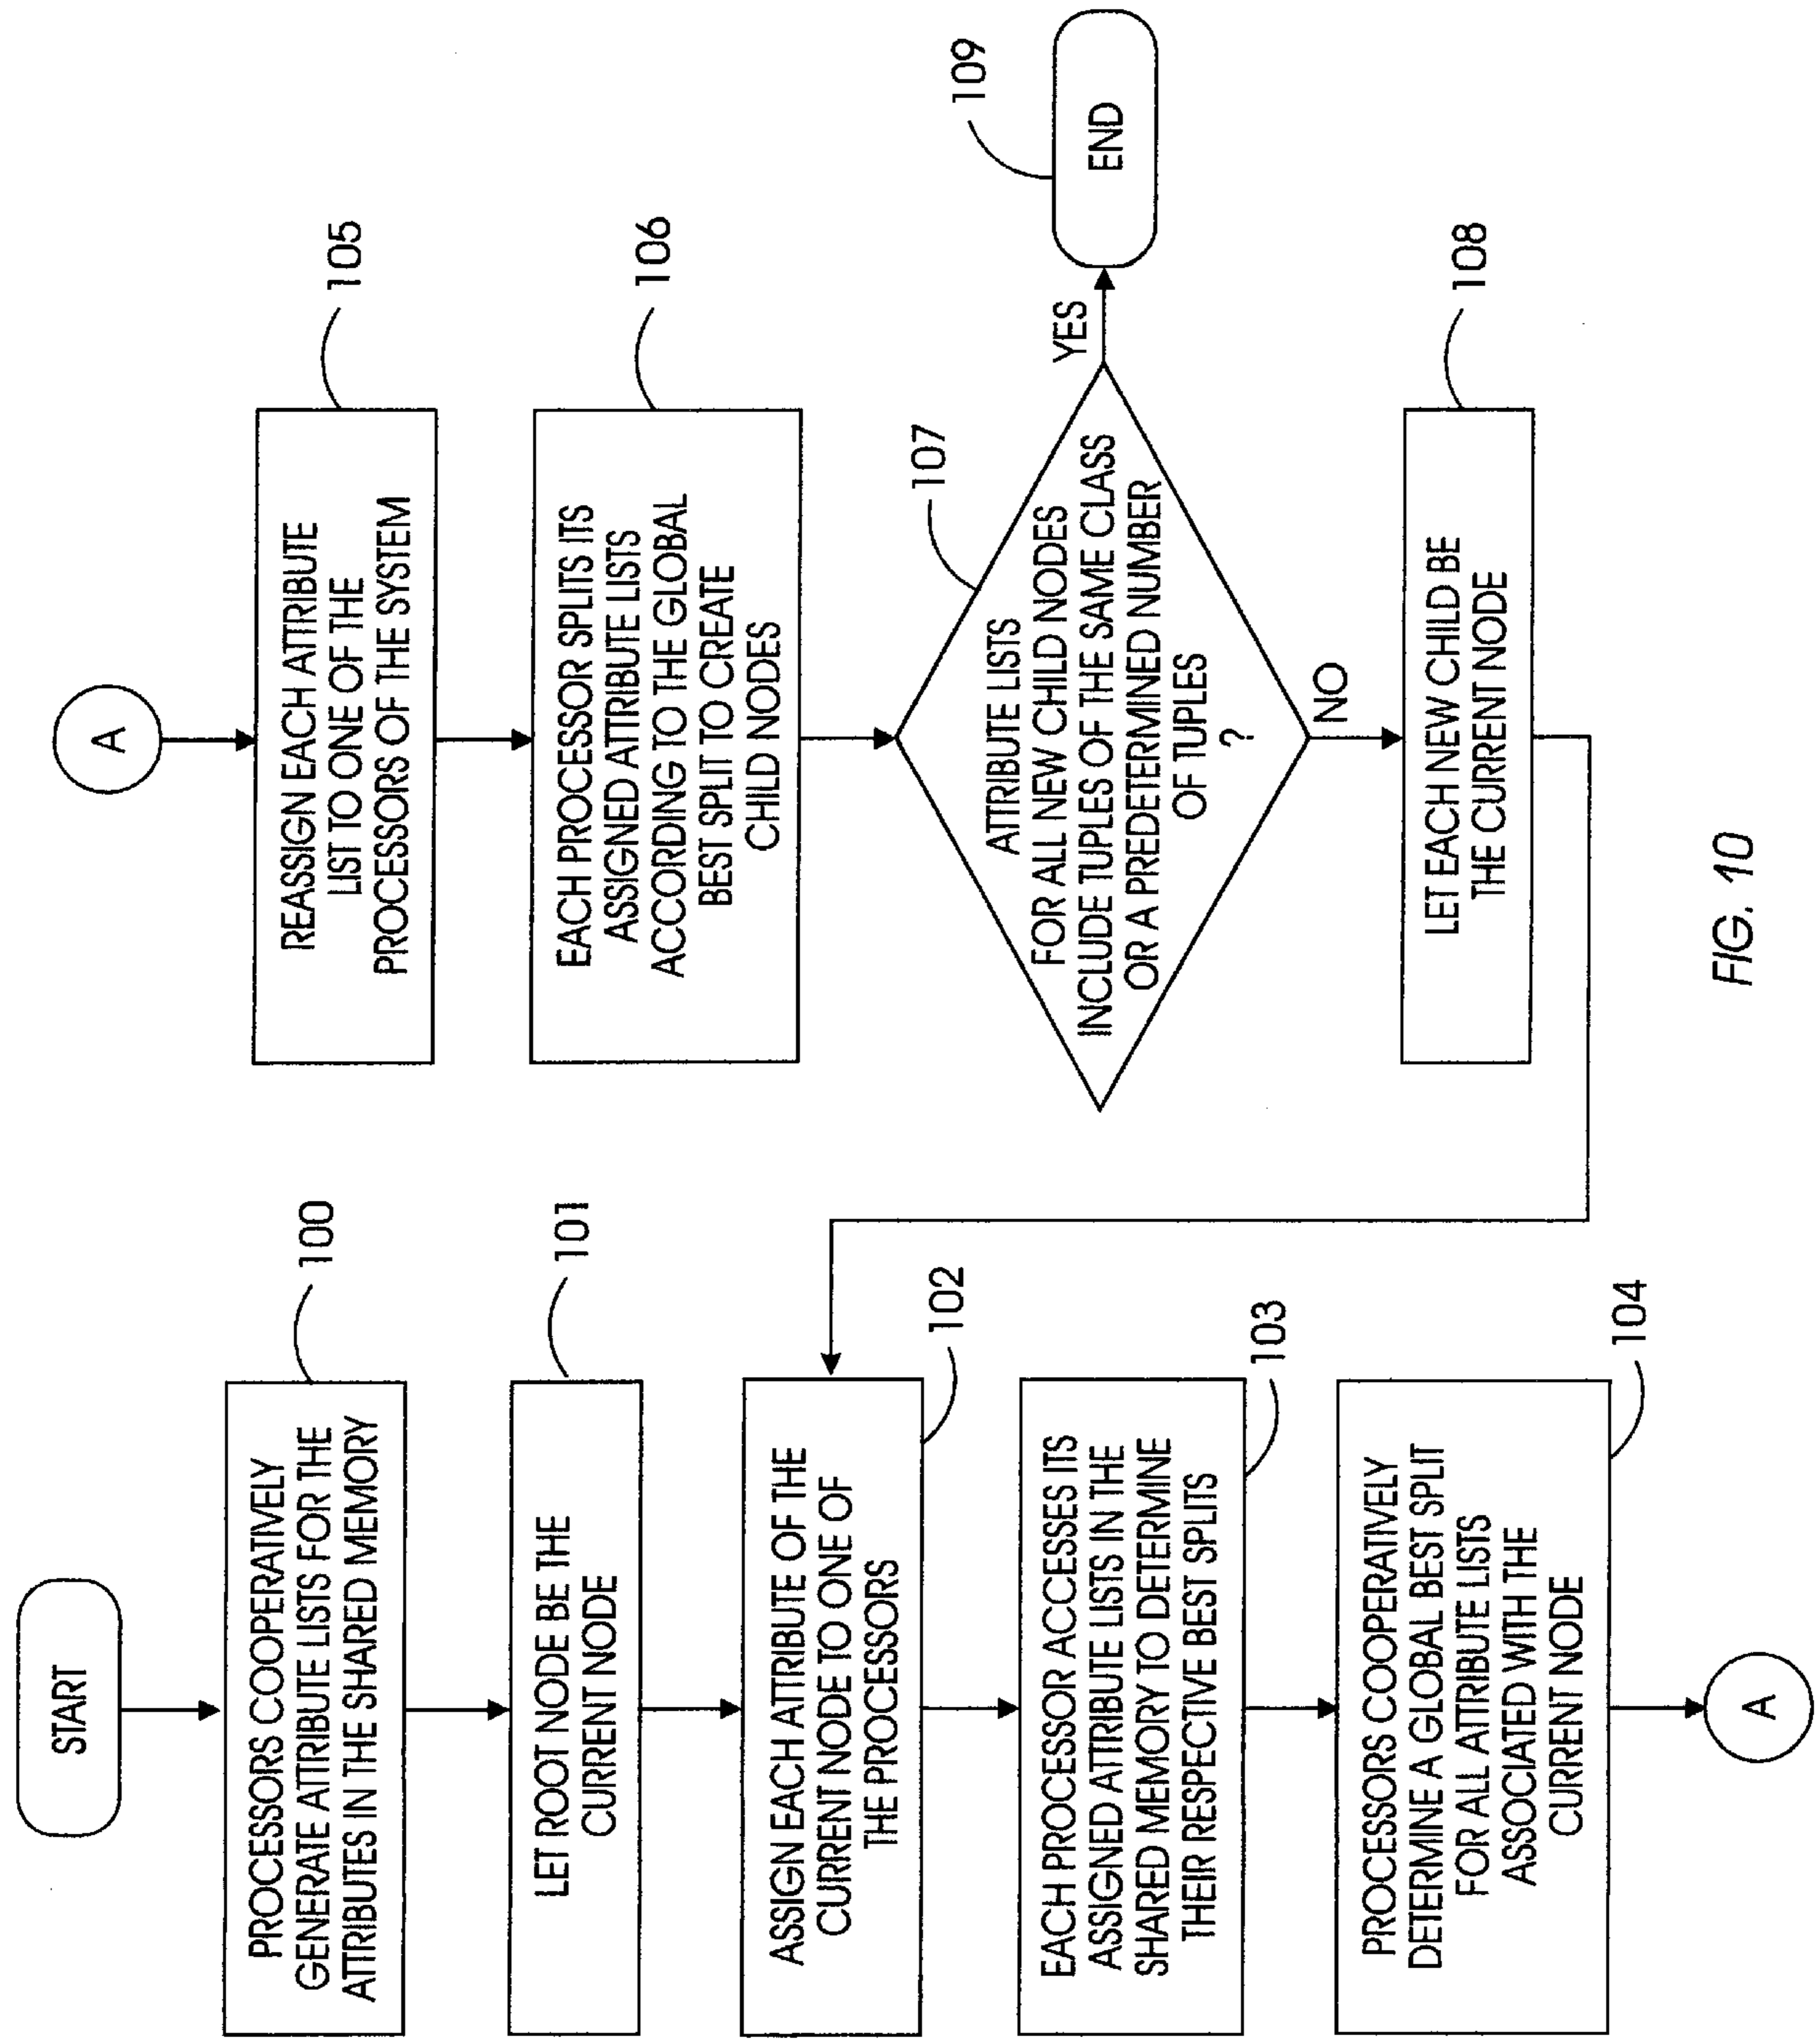 START
100
PROCESSORS COOPERATIVELY
GENERATE ATTRIBUTE LISTS FOR THE
ATTRIBUTES IN THE SHARED MEMORY
101
LET ROOT NODE BE THE
CURRENT NODE
102
ASSIGN EACH ATTRIBUTE OF THE
CURRENT NODE TO ONE OF
THE PROCESSORS
103
EACH PROCESSOR ACCESSES ITS
ASSIGNED ATTRIBUTE LISTS IN THE
SHARED MEMORY TO DETERMINE
THEIR RESPECTIVE BEST SPLITS
104
PROCESSORS COOPERATIVELY
DETERMINE A GLOBAL BEST SPLIT
FOR ALL ATTRIBUTE LISTS
ASSOCIATED WITH THE
CURRENT NODE
A
A
105
REASSIGN EACH ATTRIBUTE
LIST TO ONE OF THE
PROCESSORS OF THE SYSTEM
106
EACH PROCESSOR SPLITS ITS
ASSIGNED ATTRIBUTE LISTS
ACCORDING TO THE GLOBAL
BEST SPLIT TO CREATE
CHILD NODES
107
ATTRIBUTE LISTS
FOR ALL NEW CHILD NODES
INCLUDE TUPLES OF THE SAME CLASS
OR A PREDETERMINED NUMBER
OF TUPLES
?
YES
109
END
NO
108
LET EACH NEW CHILD BE
THE CURRENT NODE
FIG. 10